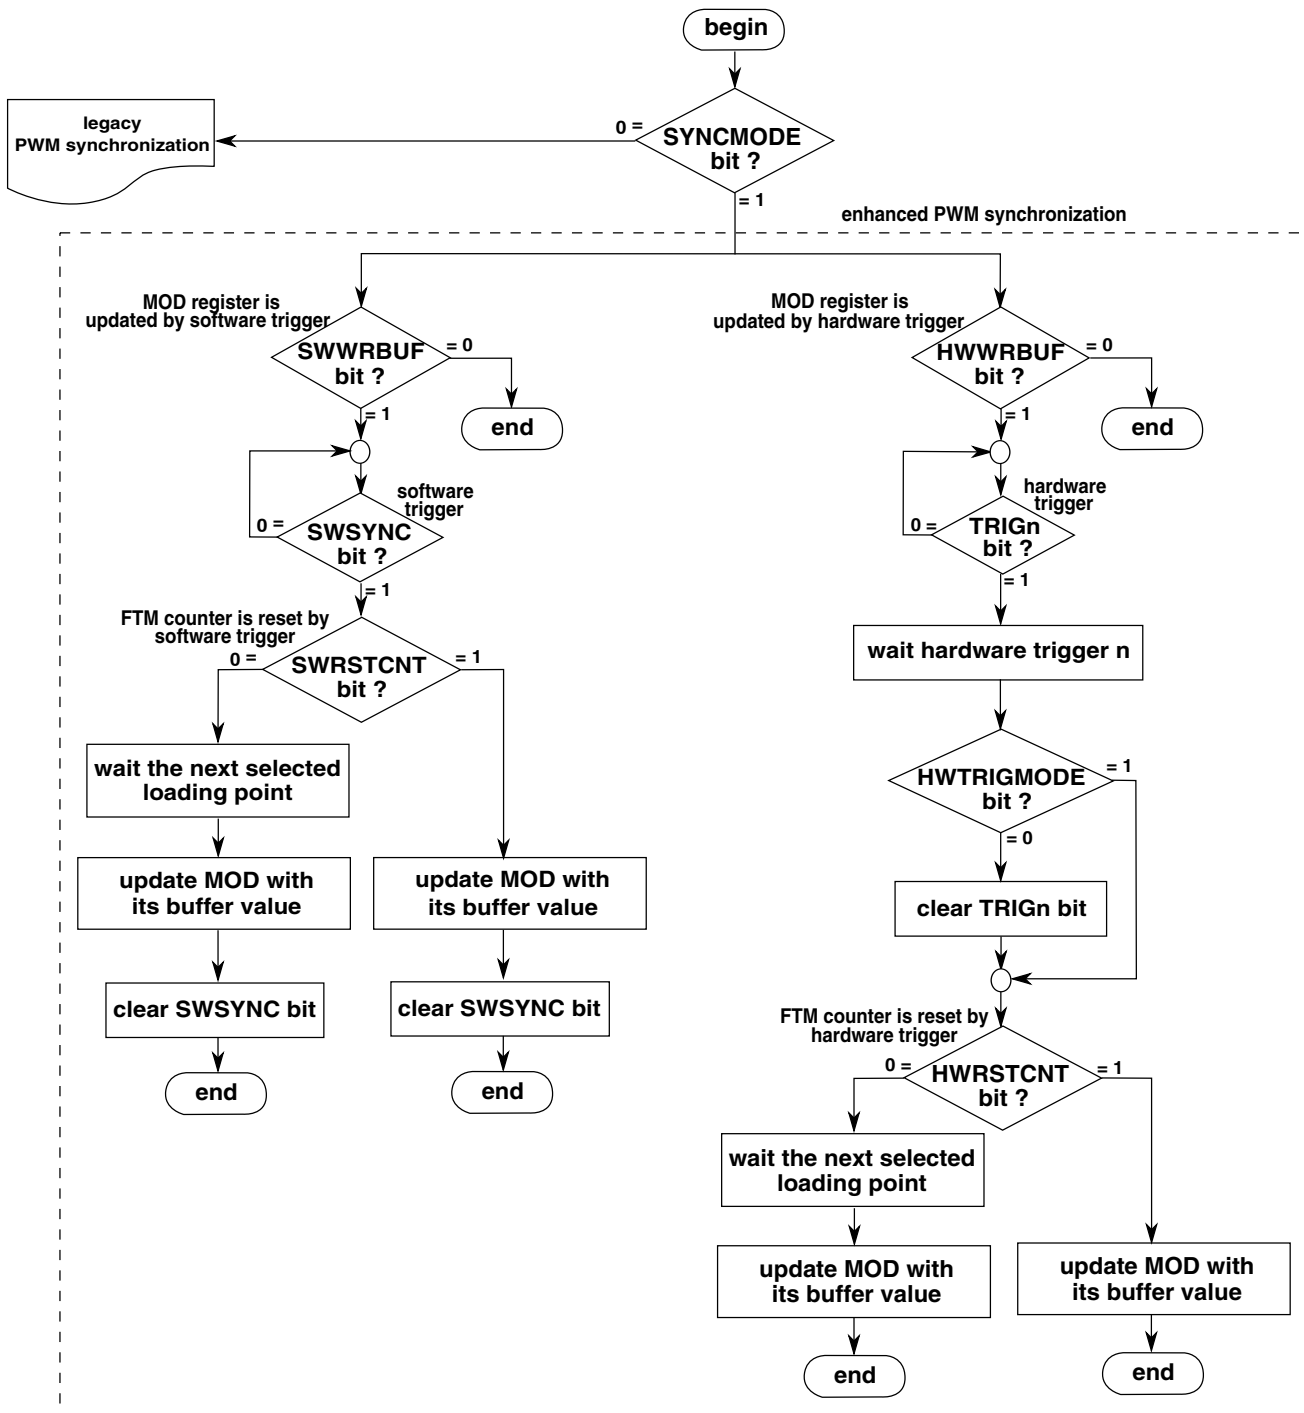 begin
legacy
PWM synchronization
0 =
SYNCMODE
bit ?
= 1
enhanced PWM synchronization
MOD register is
updated by software trigger
SWWRBUF
bit ?
= 0
= 1
end
software
trigger
0 =
SWSYNC
bit ?
= 1
FTM counter is reset by
software trigger
0 =
SWRSTCNT
bit ?
= 1
wait the next selected
loading point
update MOD with
its buffer value
update MOD with
its buffer value
clear SWSYNC bit
clear SWSYNC bit
end
end
MOD register is
updated by hardware trigger
HWWRBUF
bit ?
= 0
= 1
end
hardware
trigger
0 =
TRIGn
bit ?
= 1
wait hardware trigger n
HWTRIGMODE
bit ?
= 1
= 0
clear TRIGn bit
FTM counter is reset by
hardware trigger
0 =
HWRSTCNT
bit ?
= 1
wait the next selected
loading point
update MOD with
its buffer value
update MOD with
its buffer value
end
end